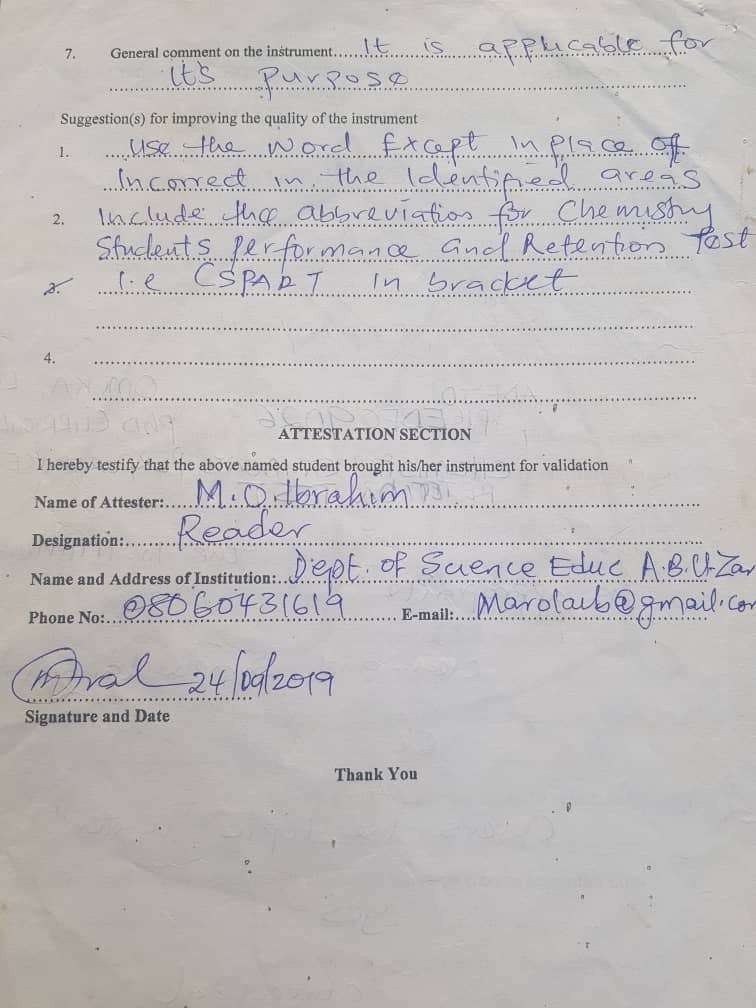 7. General comment on the instrument..... It is applicable for
its purpose
Suggestion(s) for improving the quality of the instrument
1. Use the word Except in place of
Incorrect in the Identified areas
2. Include the abbreviation for Chemistry
Students performance and Retention Test
3. i.e CSPART in bracket
4.
ATTESTATION SECTION
I hereby testify that the above named student brought his/her instrument for validation
Name of Attester:..... M.O. Ibrahim
Designation:........ Reader
Name and Address of Institution:.. Dept. of Science Educ A.B.U Zar
Phone No:... 08060431619 ........ E-mail:.... Marolaib@gmail.com
24/09/2019
Signature and Date
Thank You